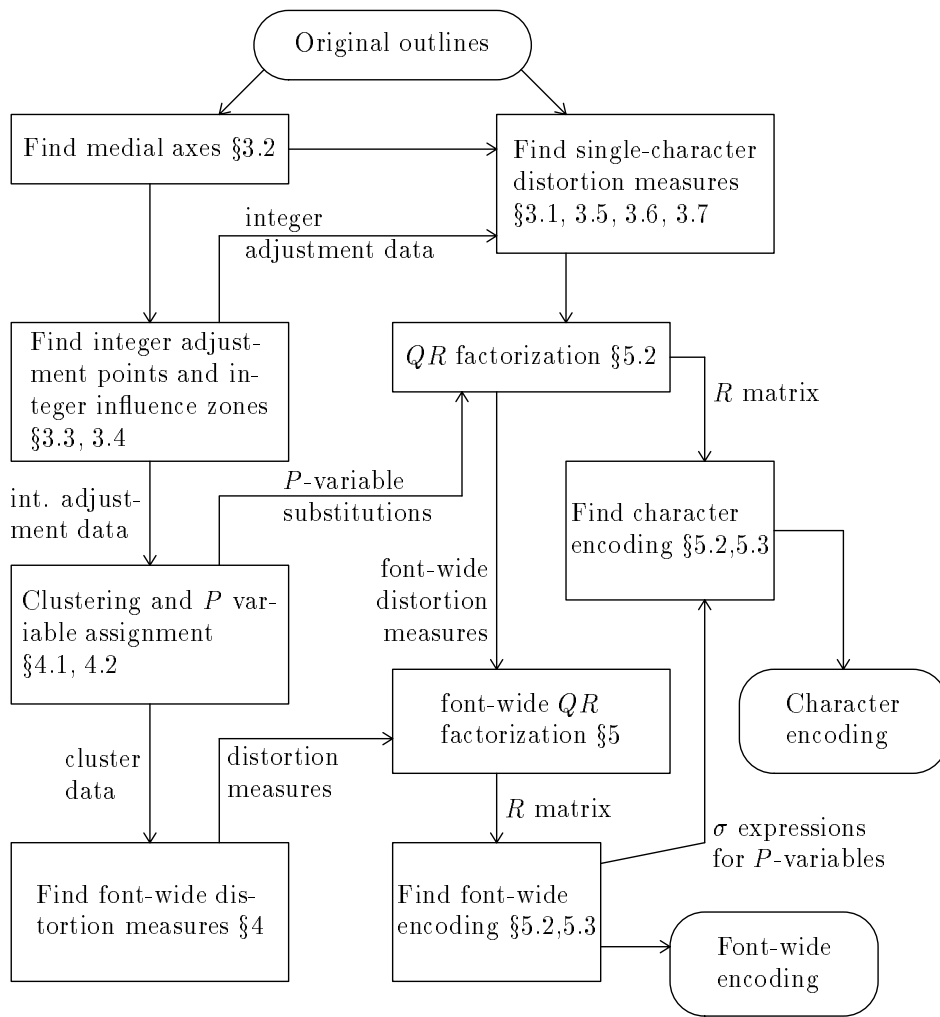 Original outlines
Find medial axes §3.2
Find single-character
distortion measures
§3.1, 3.5, 3.6, 3.7
integer
adjustment data
Find integer adjust-
ment points and in-
teger influence zones
§3.3, 3.4
QR factorization §5.2
R matrix
int. adjust-
ment data
P-variable
substitutions
Find character
encoding §5.2,5.3
Clustering and P var-
iable assignment
§4.1, 4.2
font-wide
distortion
measures
font-wide QR
factorization §5
Character
encoding
cluster
data
distortion
measures
R matrix
σ expressions
for P-variables
Find font-wide dis-
tortion measures §4
Find font-wide
encoding §5.2,5.3
Font-wide
encoding